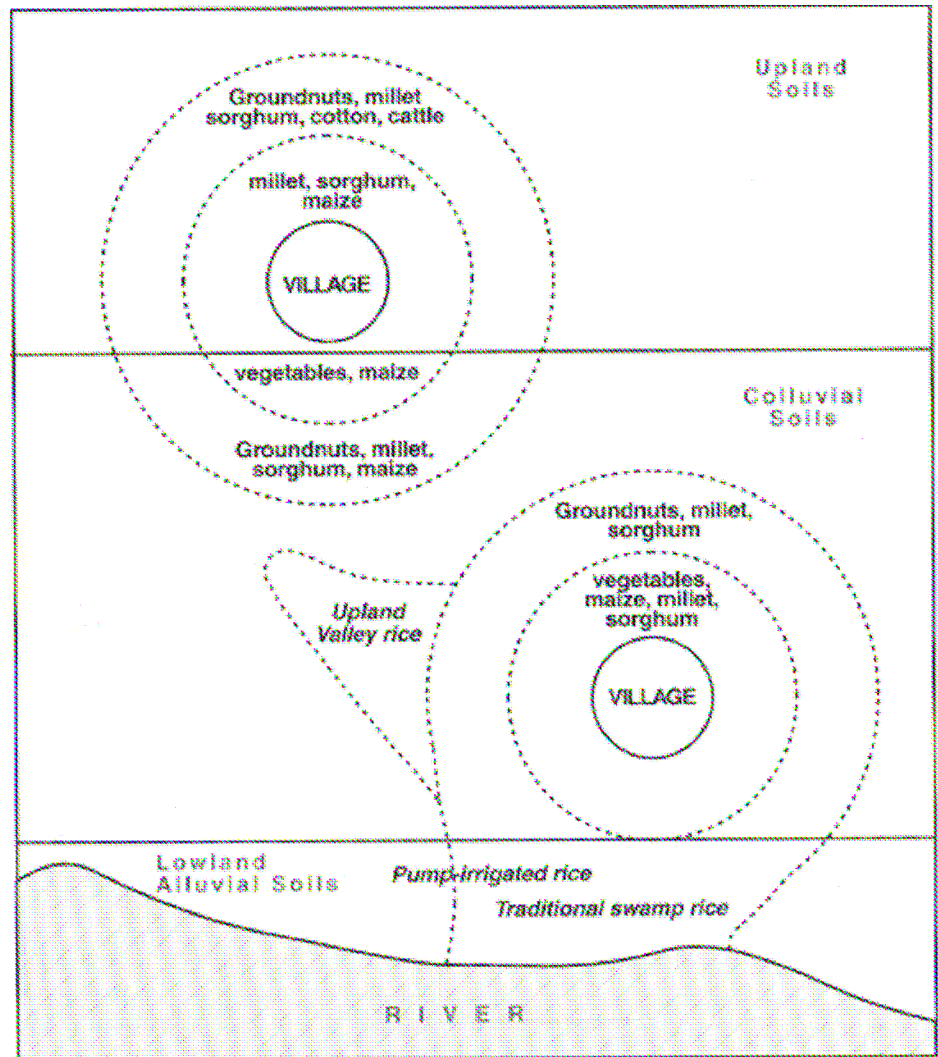 Upland
Soils
Groundnuts, millet
sorghum, cotton, cattle
millet, sorghum,
maize
VILLAGE
vegetables, maize
Colluvial
Soils
Groundnuts, millet,
sorghum, maize
Groundnuts, millet,
sorghum
vegetables,
maize, millet,
sorghum
Upland
Valley rice
VILLAGE
Lowland
Alluvial Soils
Pump-irrigated rice
Traditional swamp rice
RIVER